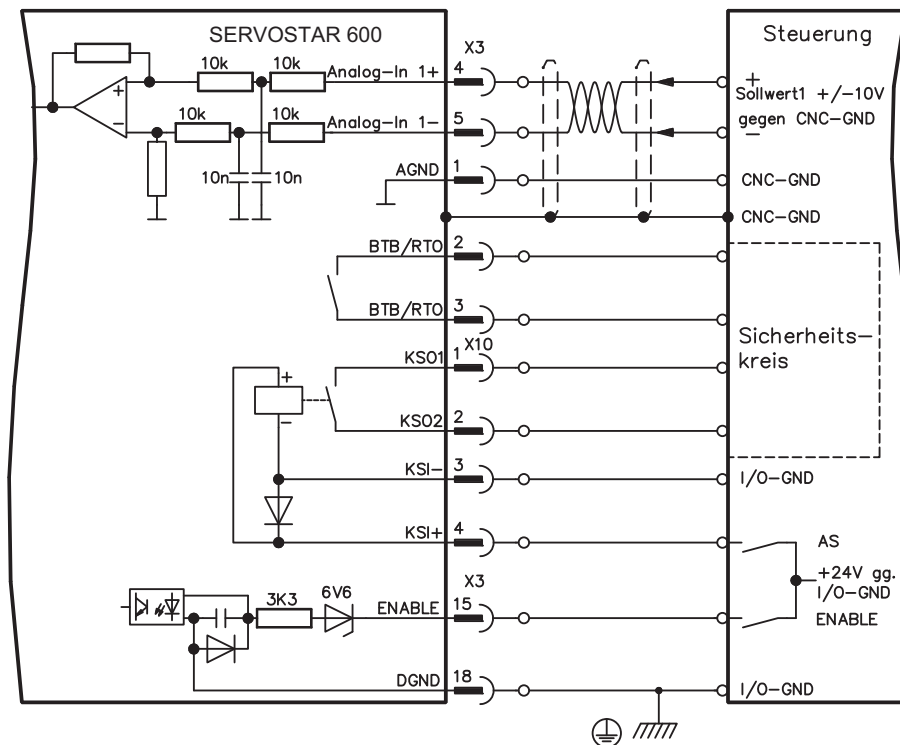 SERVOSTAR 600
X3
Steuerung
10k
10k
Analog-In 1+
4
+
+
Sollwert1 +/-10V
gegen CNC-GND
10k
10k
Analog-In 1-
5
-
-
10n
10n
AGND
1
CNC-GND
CNC-GND
BTB/RTO
2
BTB/RTO
3
Sicherheits-
kreis
X10
KSO1
1
+
-
KSO2
2
KSI-
3
I/O-GND
KSI+
4
AS
+24V gg.
I/O-GND
X3
3K3
6V6
ENABLE
15
ENABLE
DGND
18
I/O-GND